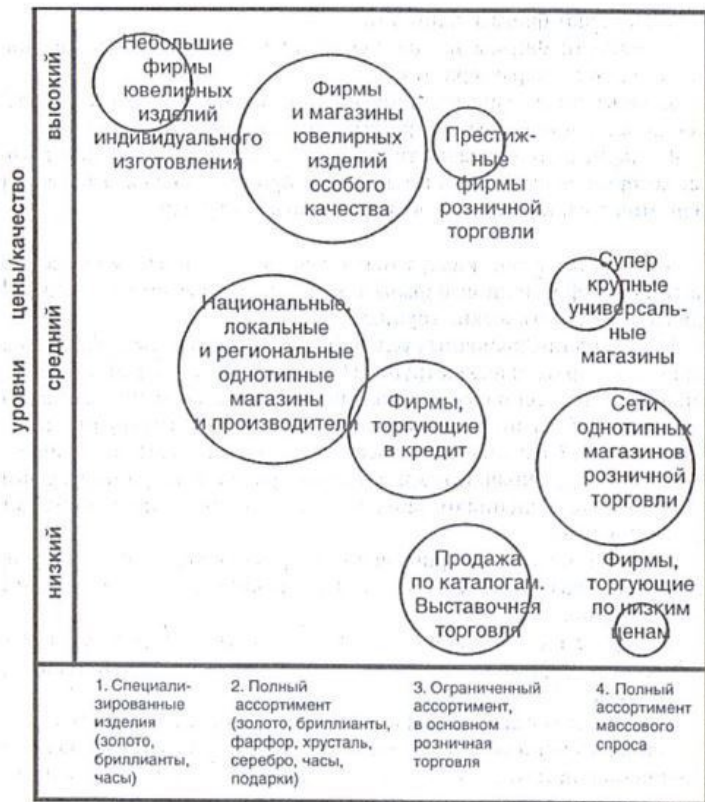 уровни цены/качество
высокий
средний
низкий
Небольшие
фирмы
ювелирных
изделий
индивидуального
изготовления
Фирмы
и магазины
ювелирных
изделий
особого
качества
Престиж-
ные
фирмы
розничной
торговли
Супер
крупные
универсаль-
ные
магазины
Национальные,
локальные
и региональные
однотипные
магазины
и производители
Фирмы,
торгующие
в кредит
Сети
однотипных
магазинов
розничной
торговли
Продажа
по каталогам.
Выставочная
торговля
Фирмы,
торгующие
по низким
ценам
1. Специали-
зированные
изделия
(золото,
бриллианты,
часы)
2. Полный
ассортимент
(золото, бриллианты,
фарфор, хрусталь,
серебро, часы,
подарки)
3. Ограниченный
ассортимент,
в основном
розничная
торговля
4. Полный
ассортимент
массового
спроса